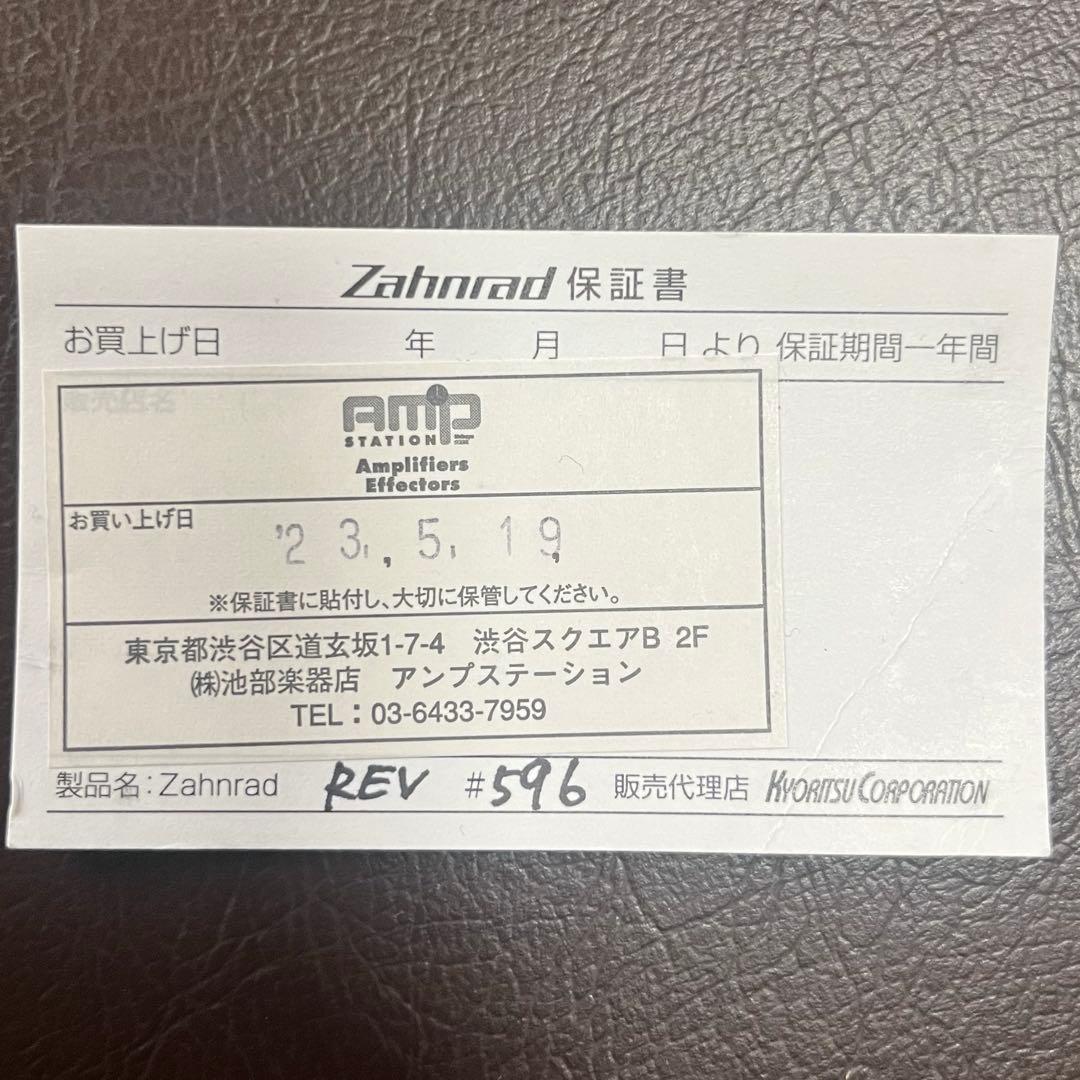 Zahnrad 保証書
お買上げ日 年 月 日 より 保証期間一年間
販売店名
AMP
STATION
Amplifiers
Effectors
お買い上げ日 '23. 5. 19
※保証書に貼付し、大切に保管してください。
東京都渋谷区道玄坂1-7-4 渋谷スクエアB 2F
㈱池部楽器店 アンプステーション
TEL：03-6433-7959
製品名：Zahnrad REV #596 販売代理店 KYORITSU CORPORATION